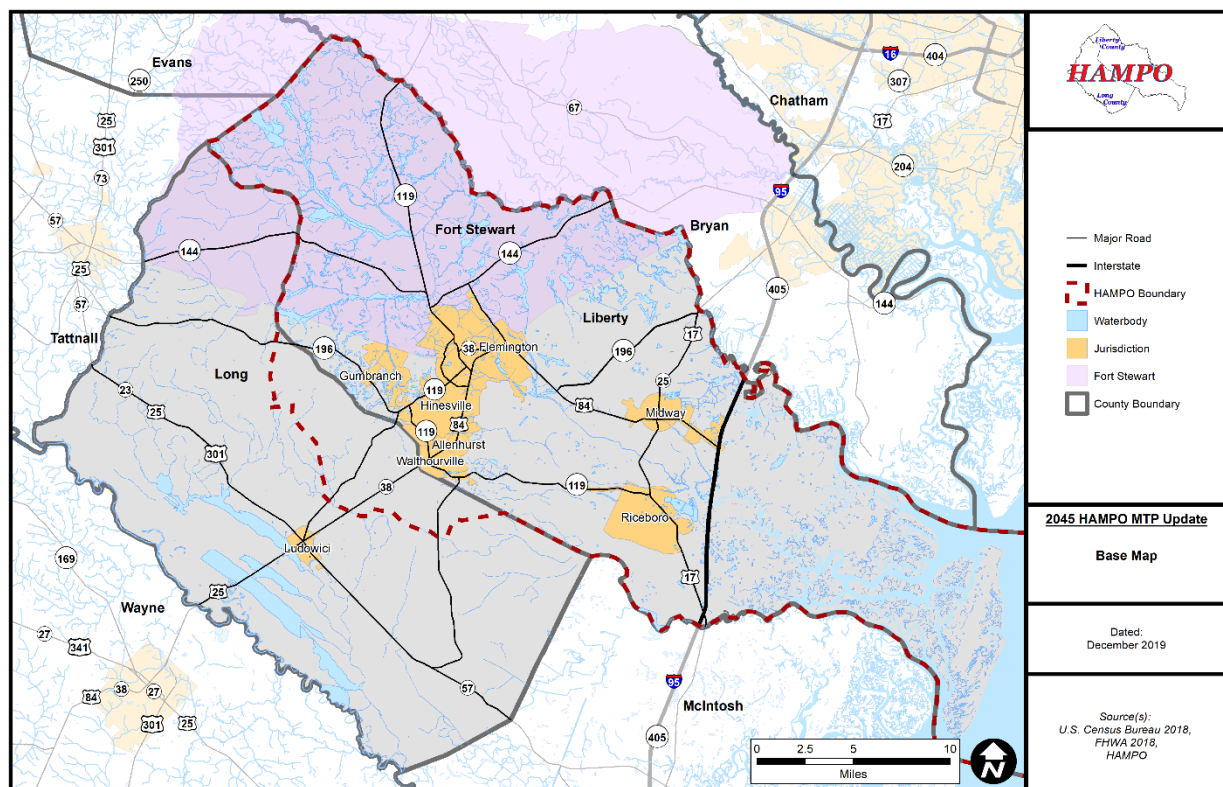 Evans
250
25
301
73
57
25
57
Tattnall
144
119
Fort Stewart
144
67
Bryan
Chatham
16
404
307
17
204
95
405
144
Liberty
17
196
25
38
Flemington
196
Long
Gumbranch
119
Hinesville
84
119
Allenhurst
Walthourville
84
Midway
23
25
301
38
119
Riceboro
17
Ludowici
25
169
Wayne
27
341
84
38
27
301
25
57
95
405
McIntosh
0 2.5 5 10
Miles
N
Liberty
County
HAMPO
Long
County
Major Road
Interstate
HAMPO Boundary
Waterbody
Jurisdiction
Fort Stewart
County Boundary
2045 HAMPO MTP Update
Base Map
Dated:
December 2019
Source(s):
U.S. Census Bureau 2018,
FHWA 2018,
HAMPO